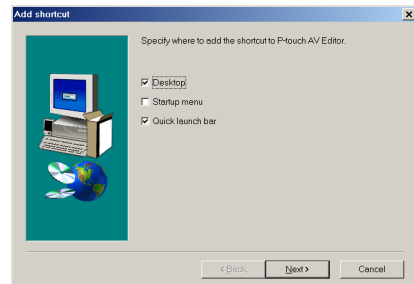 Add shortcut
Specify where to add the shortcut to P-touch AV Editor.
Desktop
Startup menu
Quick launch bar
< Back
Next >
Cancel